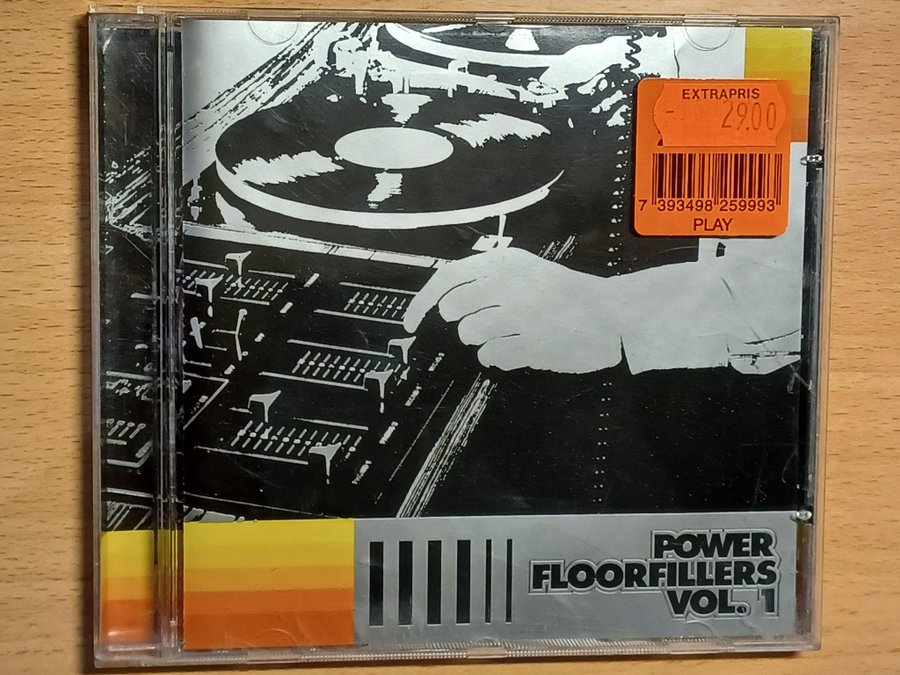 EXTRAPRIS
29.00
7 393498 259993
PLAY
POWER
FLOORFILLERS
VOL. 1